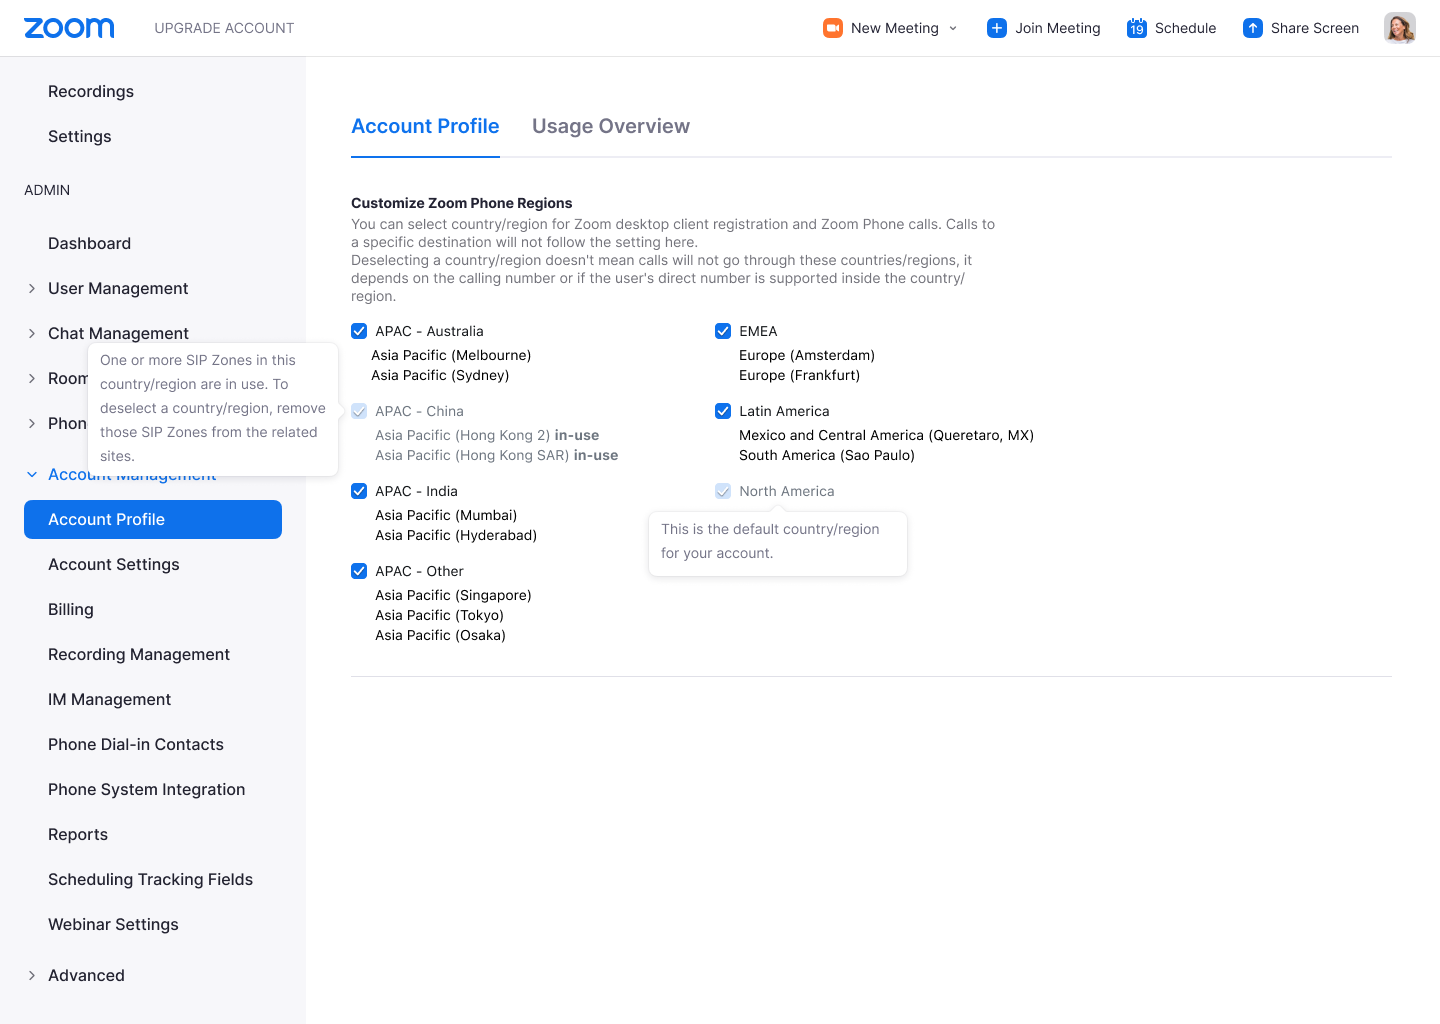 zoom
UPGRADE ACCOUNT
New Meeting
Join Meeting
19
Schedule
Share Screen
Recordings
Settings
ADMIN
Dashboard
User Management
Chat Management
Room
Phon
Account Management
Account Profile
Account Settings
Billing
Recording Management
IM Management
Phone Dial-in Contacts
Phone System Integration
Reports
Scheduling Tracking Fields
Webinar Settings
Advanced
One or more SIP Zones in this
country/region are in use. To
deselect a country/region, remove
those SIP Zones from the related
sites.
Account Profile
Usage Overview
Customize Zoom Phone Regions
You can select country/region for Zoom desktop client registration and Zoom Phone calls. Calls to
a specific destination will not follow the setting here.
Deselecting a country/region doesn't mean calls will not go through these countries/regions, it
depends on the calling number or if the user's direct number is supported inside the country/
region.
APAC - Australia
Asia Pacific (Melbourne)
Asia Pacific (Sydney)
APAC - China
Asia Pacific (Hong Kong 2) in-use
Asia Pacific (Hong Kong SAR) in-use
APAC - India
Asia Pacific (Mumbai)
Asia Pacific (Hyderabad)
APAC - Other
Asia Pacific (Singapore)
Asia Pacific (Tokyo)
Asia Pacific (Osaka)
EMEA
Europe (Amsterdam)
Europe (Frankfurt)
Latin America
Mexico and Central America (Queretaro, MX)
South America (Sao Paulo)
North America
This is the default country/region
for your account.